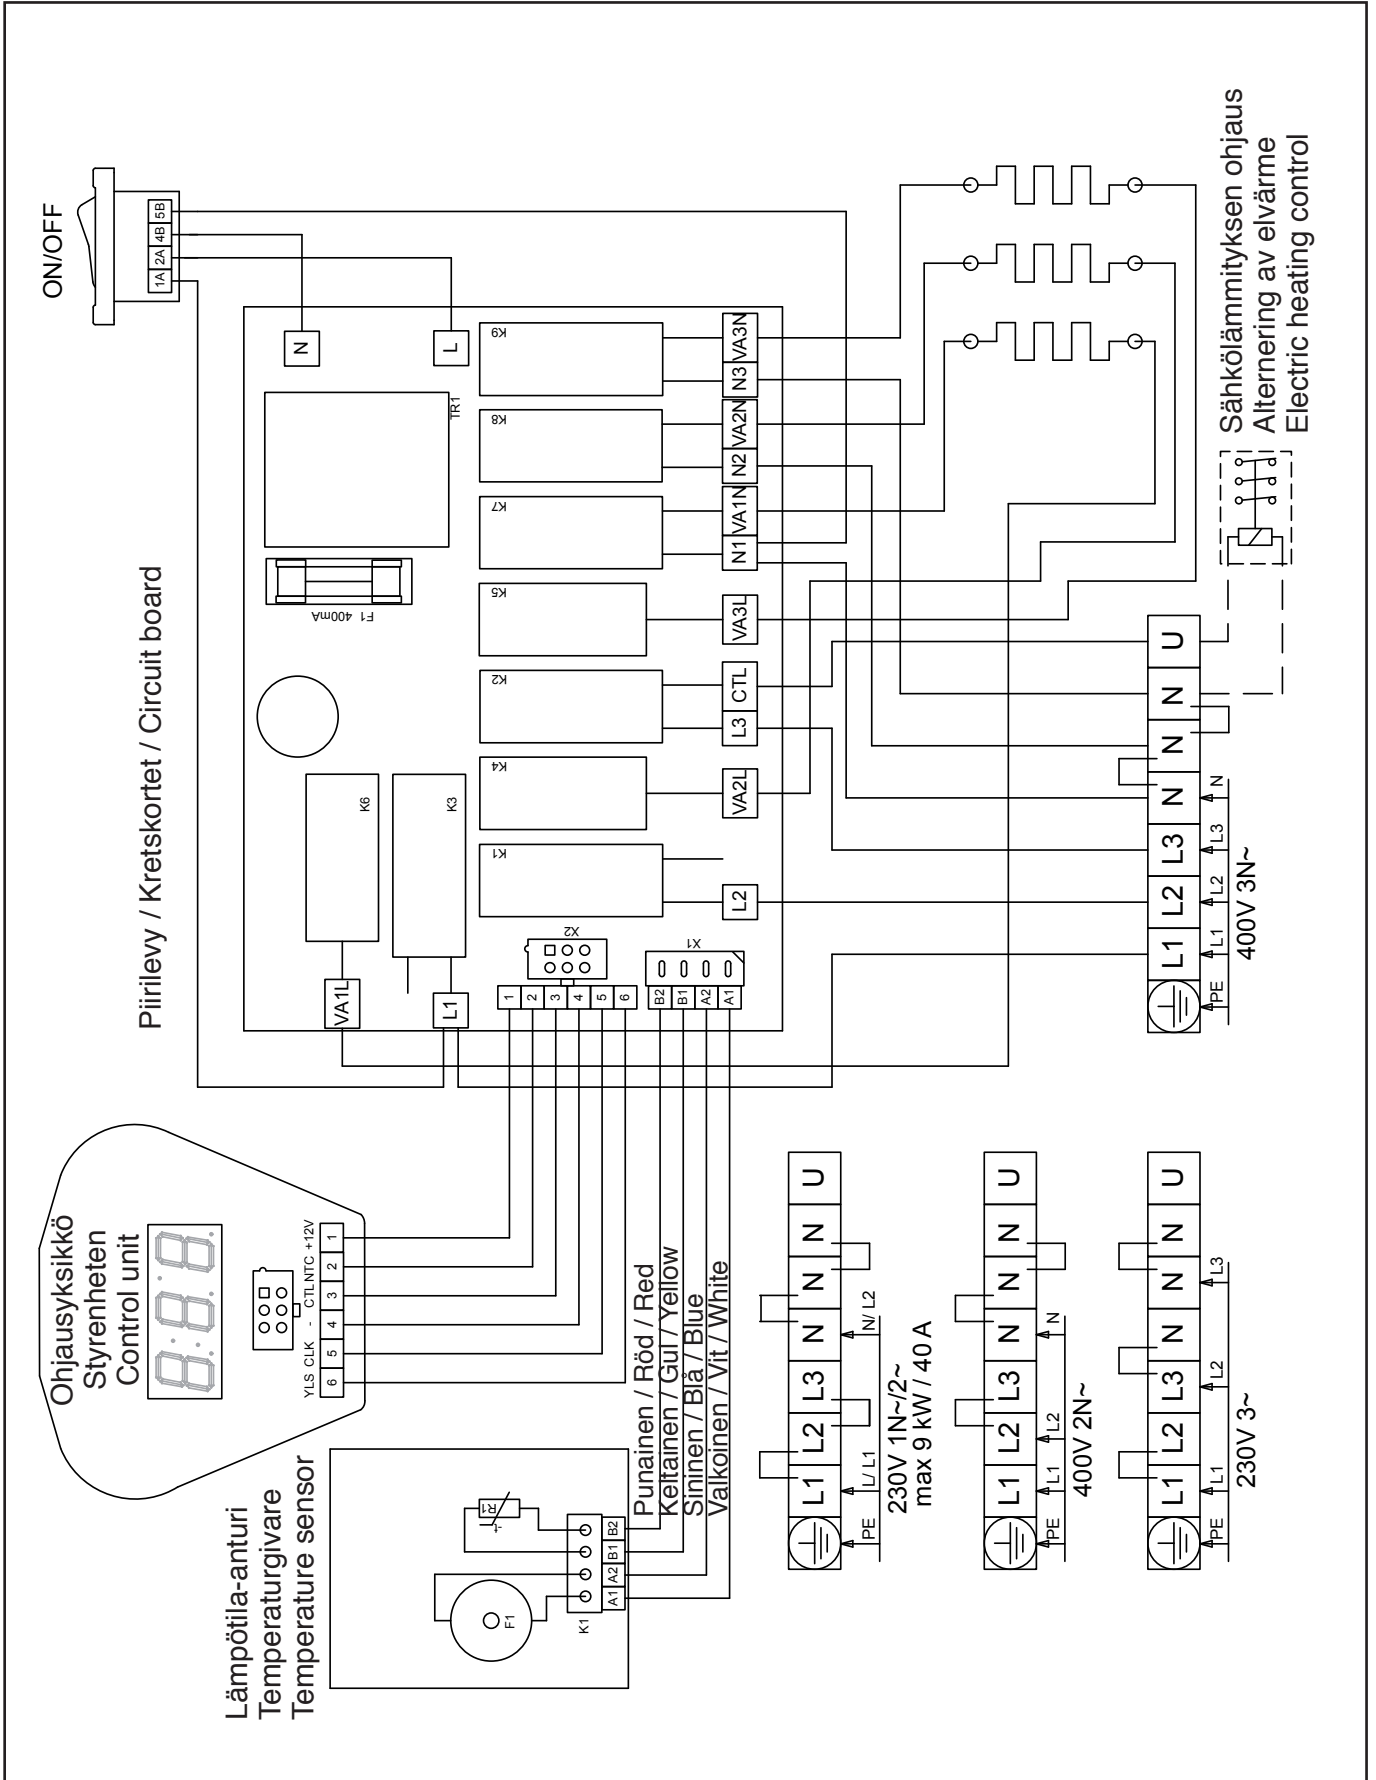 ON/OFF
1A 2A 4B 5B
Piirilevy / Kretskortet / Circuit board
N
L
TR1
F1 400mA
K9
K8
K7
K5
K2
K4
K1
K6
K3
VA1L
L1
L2
VA2L
L3
CTL
VA3L
N1
VA1N
N2
VA2N
N3
VA3N
X2
1 2 3 4 5 6
X1
B2 B1 A2 A1
Ohjausyksikkö
Styrenheten
Control unit
YLS CLK - CTL NTC +12V
6 5 4 3 2 1
Lämpötila-anturi
Temperaturgivare
Temperature sensor
R1
-t
F1
K1
A1 A2 B1 B2
Punainen / Röd / Red
Keltainen / Gul / Yellow
Sininen / Blå / Blue
Valkoinen / Vit / White
Sähkölämmityksen ohjaus
Alternering av elvärme
Electric heating control
L1 L2 L3 N N N U
PE L1 L2 L3 N
400V 3N~
L1 L2 L3 N N N U
PE L/ L1 N/ L2
230V 1N~/2~
max 9 kW / 40 A
L1 L2 L3 N N N U
PE L1 L2 N
400V 2N~
L1 L2 L3 N N N U
PE L1 L2 L3
230V 3~